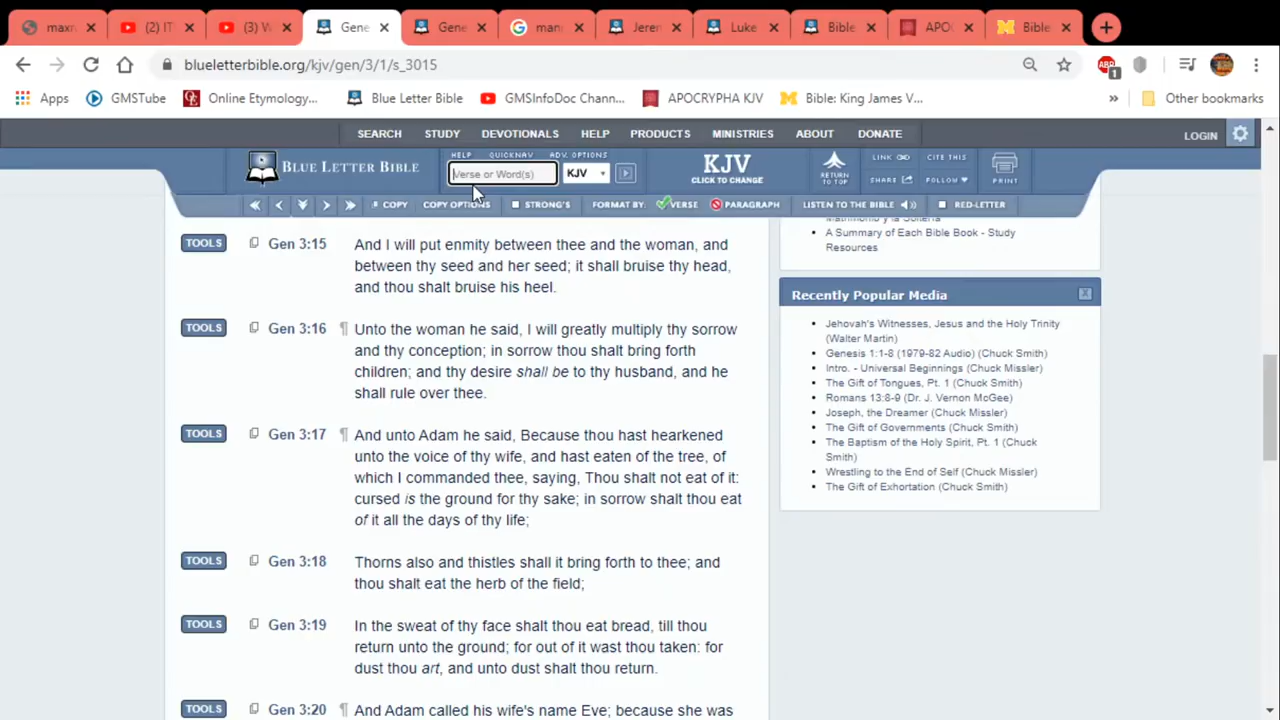 maxr
(2) IT
(3) W
Gene
Gene
man
Jerem
Luke
Bible
APO
Bible
blueletterbible.org/kjv/gen/3/1/s_3015
ABP
1
Apps
GMSTube
Online Etymology...
Blue Letter Bible
GMSInfoDoc Chann...
APOCRYPHA KJV
Bible: King James V...
»
Other bookmarks
SEARCH STUDY DEVOTIONALS HELP PRODUCTS MINISTRIES ABOUT DONATE
LOGIN
BLUE LETTER BIBLE
HELP QUICKNAV ADV. OPTIONS
Verse or Word(s)
KJV
KJV
CLICK TO CHANGE
RETURN
TO TOP
LINK
CITE THIS
SHARE
FOLLOW
PRINT
COPY COPY OPTIONS STRONG'S FORMAT BY: VERSE PARAGRAPH LISTEN TO THE BIBLE RED-LETTER
TOOLS Gen 3:15 And I will put enmity between thee and the woman, and
between thy seed and her seed; it shall bruise thy head,
and thou shalt bruise his heel.
TOOLS Gen 3:16 ¶ Unto the woman he said, I will greatly multiply thy sorrow
and thy conception; in sorrow thou shalt bring forth
children; and thy desire shall be to thy husband, and he
shall rule over thee.
TOOLS Gen 3:17 ¶ And unto Adam he said, Because thou hast hearkened
unto the voice of thy wife, and hast eaten of the tree, of
which I commanded thee, saying, Thou shalt not eat of it:
cursed is the ground for thy sake; in sorrow shalt thou eat
of it all the days of thy life;
TOOLS Gen 3:18 Thorns also and thistles shall it bring forth to thee; and
thou shalt eat the herb of the field;
TOOLS Gen 3:19 In the sweat of thy face shalt thou eat bread, till thou
return unto the ground; for out of it wast thou taken: for
dust thou art, and unto dust shalt thou return.
TOOLS Gen 3:20 ¶ And Adam called his wife's name Eve; because she was
Matrimonio y la Soltería
A Summary of Each Bible Book - Study
Resources
Recently Popular Media
Jehovah's Witnesses, Jesus and the Holy Trinity
(Walter Martin)
Genesis 1:1-8 (1979-82 Audio) (Chuck Smith)
Intro. - Universal Beginnings (Chuck Missler)
The Gift of Tongues, Pt. 1 (Chuck Smith)
Romans 13:8-9 (Dr. J. Vernon McGee)
Joseph, the Dreamer (Chuck Missler)
The Gift of Governments (Chuck Smith)
The Baptism of the Holy Spirit, Pt. 1 (Chuck
Smith)
Wrestling to the End of Self (Chuck Missler)
The Gift of Exhortation (Chuck Smith)